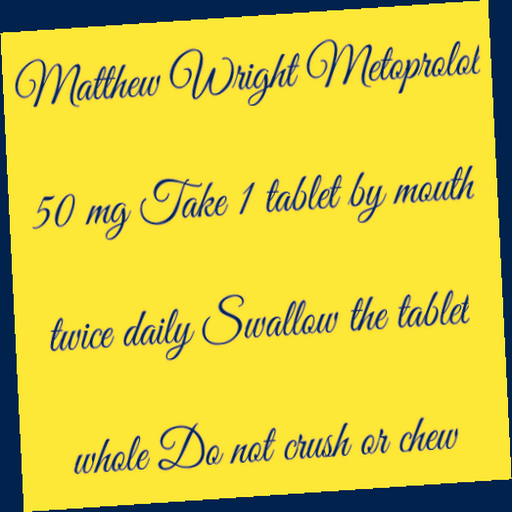 Matthew Wright Metoprolol
50 mg Take 1 tablet by mouth
twice daily Swallow the tablet
whole Do not crush or chew